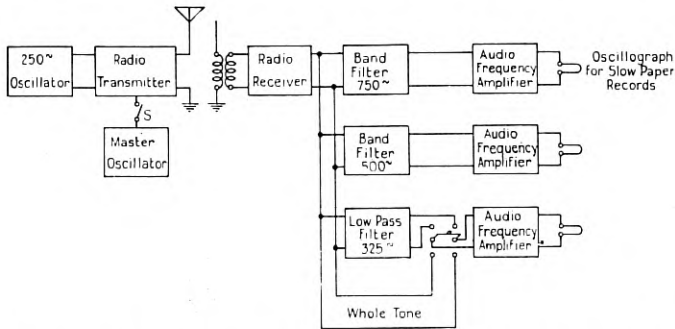 250~
Oscillator
Radio
Transmitter
S
Master
Oscillator
Radio
Receiver
Band
Filter
750~
Audio
Frequency
Amplifier
Oscillograph
for Slow Paper
Records
Band
Filter
500~
Audio
Frequency
Amplifier
Low Pass
Filter
325~
Audio
Frequency
Amplifier
Whole Tone